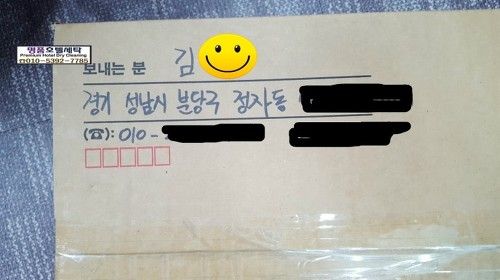 명품호텔세탁
Premium Hotel Dry Cleaning
☎010-5392-7785
보내는 분 김
경기 성남시 분당구 정자동
(☎): 010 -